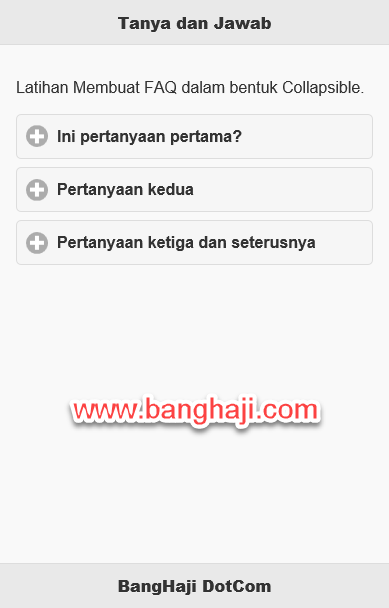 Tanya dan Jawab
Latihan Membuat FAQ dalam bentuk Collapsible.
Ini pertanyaan pertama?
Pertanyaan kedua
Pertanyaan ketiga dan seterusnya
www.banghaji.com
BangHaji DotCom